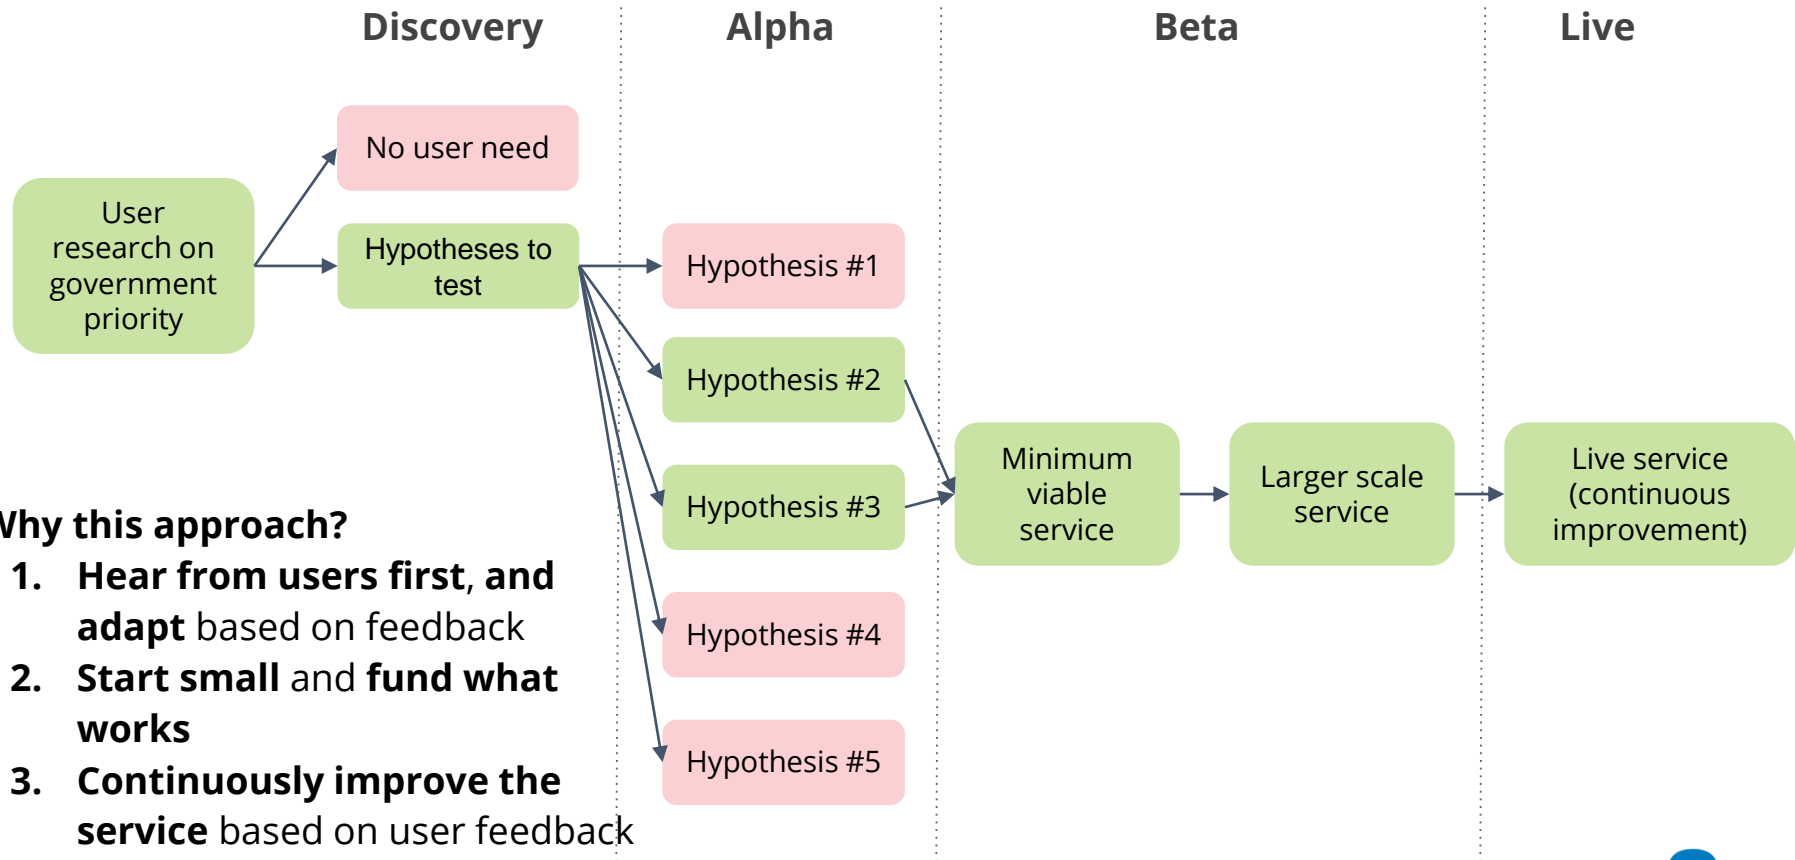 Discovery
Alpha
Beta
Live
No user need
User
research on
government
priority
Hypotheses to
test
Hypothesis #1
Hypothesis #2
Hypothesis #3
Hypothesis #4
Hypothesis #5
Minimum
viable
service
Larger scale
service
Live service
(continuous
improvement)
Why this approach?
1. Hear from users first, and
adapt based on feedback
2. Start small and fund what
works
3. Continuously improve the
service based on user feedback